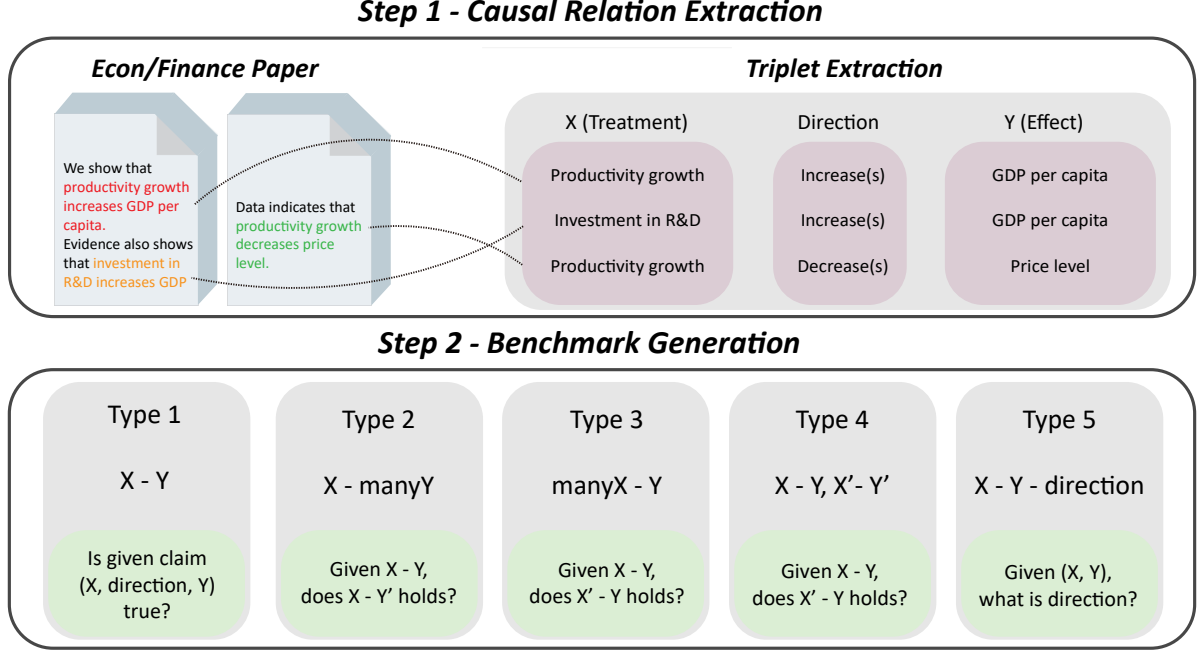 Step 1 - Causal Relation Extraction
Econ/Finance Paper
We show that
productivity growth
increases GDP per
capita.
Evidence also shows
that investment in
R&D increases GDP
Data indicates that
productivity growth
decreases price
level.
Triplet Extraction
X (Treatment)
Direction
Y (Effect)
Productivity growth
Increase(s)
GDP per capita
Investment in R&D
Increase(s)
GDP per capita
Productivity growth
Decrease(s)
Price level
Step 2 - Benchmark Generation
Type 1
X - Y
Is given claim
(X, direction, Y)
true?
Type 2
X - manyY
Given X - Y,
does X - Y’ holds?
Type 3
manyX - Y
Given X - Y,
does X’ - Y holds?
Type 4
X - Y, X’- Y’
Given X - Y,
does X’ - Y holds?
Type 5
X - Y - direction
Given (X, Y),
what is direction?